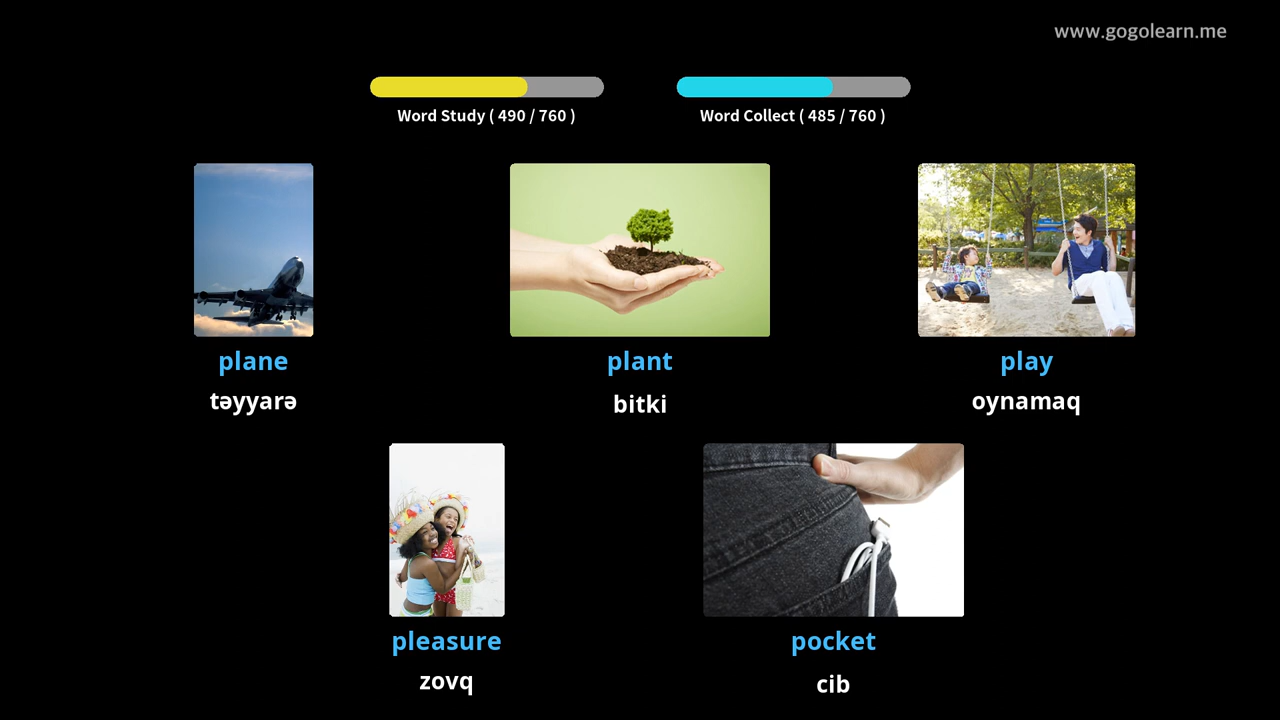 www.gogolearn.me
Word Study ( 490 / 760 )
Word Collect ( 485 / 760 )
plane
təyyarə
plant
bitki
play
oynamaq
pleasure
zovq
pocket
cib